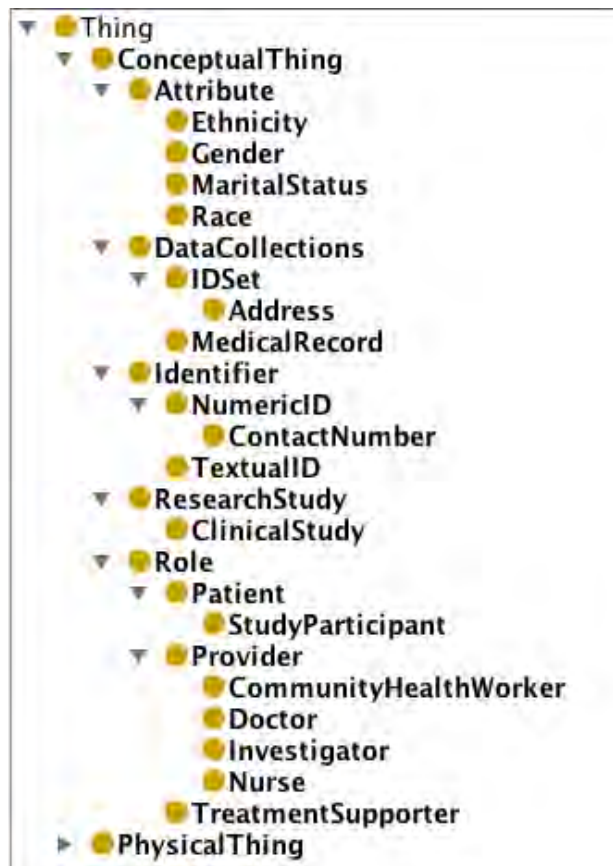 Thing
ConceptualThing
Attribute
Ethnicity
Gender
MaritalStatus
Race
DataCollections
IDSet
Address
MedicalRecord
Identifier
NumericID
ContactNumber
TextualID
ResearchStudy
ClinicalStudy
Role
Patient
StudyParticipant
Provider
CommunityHealthWorker
Doctor
Investigator
Nurse
TreatmentSupporter
PhysicalThing